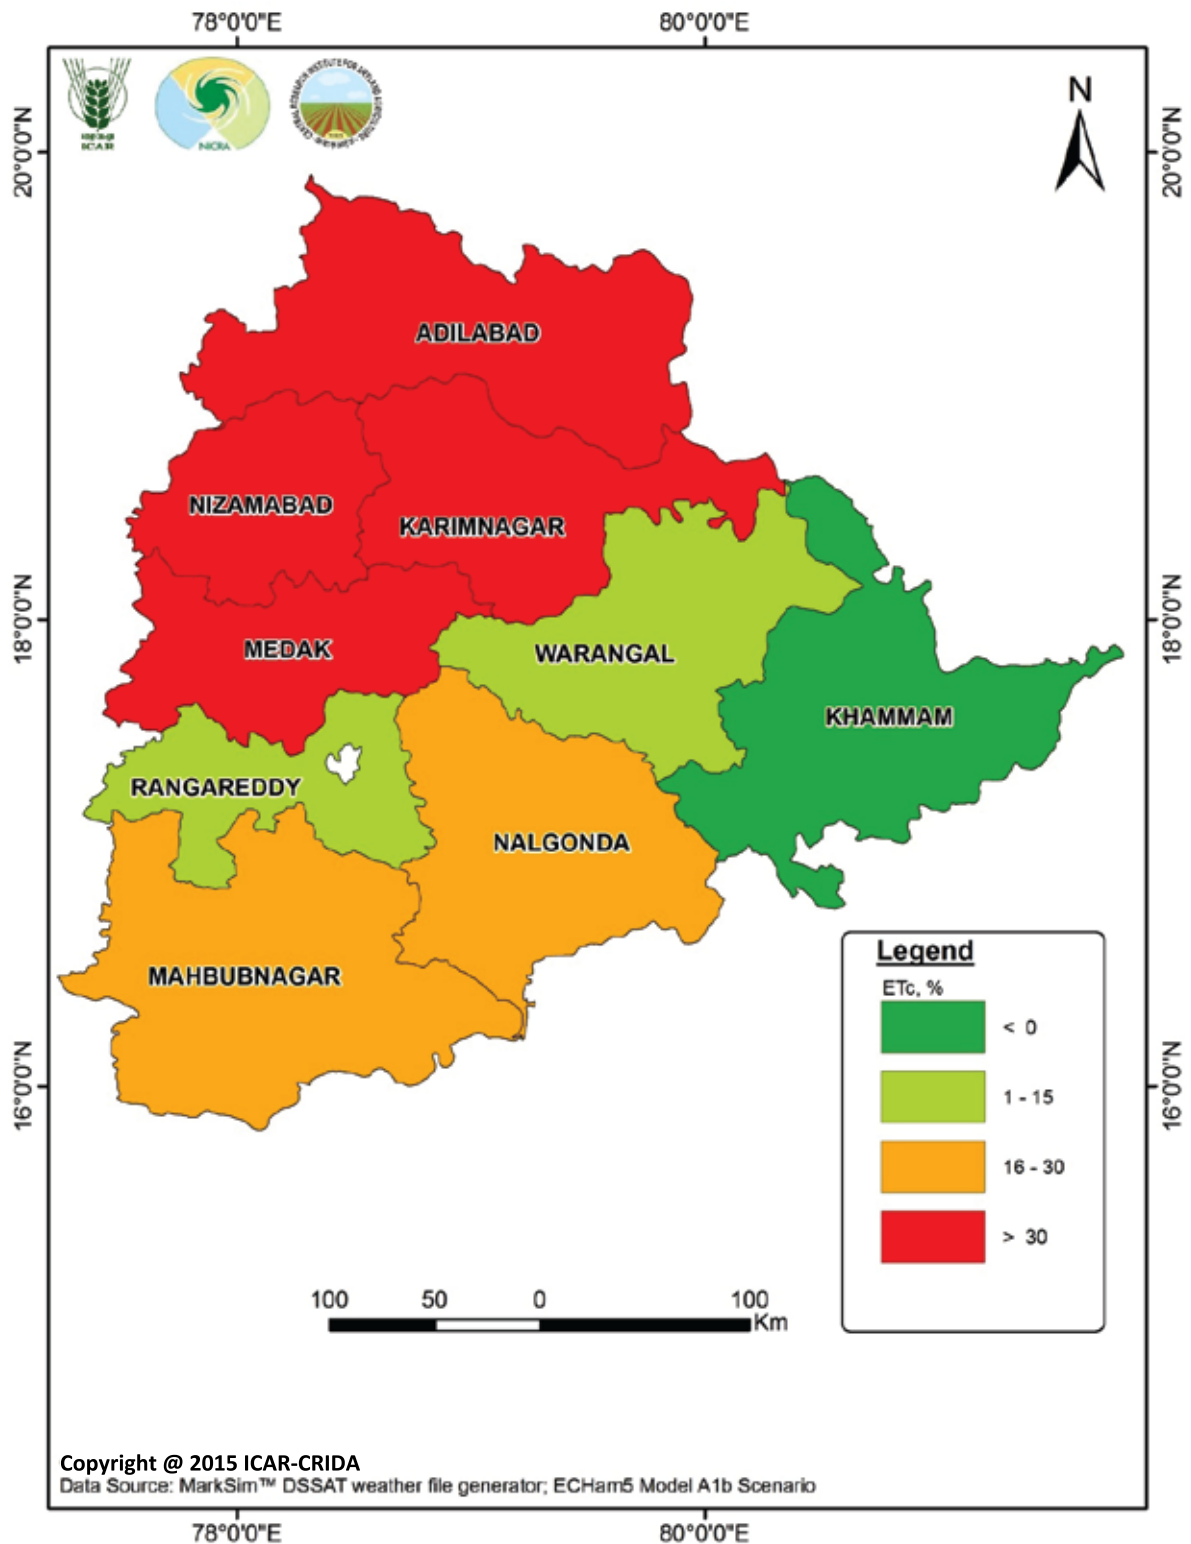 78°0'0"E 80°0'0"E
N
ICAR
NICRA
20°0'0"N 20°0'0"N
ADILABAD
NIZAMABAD
KARIMNAGAR
18°0'0"N 18°0'0"N
MEDAK
WARANGAL
KHAMMAM
RANGAREDDY
NALGONDA
MAHBUBNAGAR
Legend
ETc, %
< 0
1 - 15
16 - 30
> 30
16°0'0"N 16°0'0"N
100 50 0 100
Km
Copyright @ 2015 ICAR-CRIDA
Data Source: MarkSim™ DSSAT weather file generator; ECHam5 Model A1b Scenario
78°0'0"E 80°0'0"E